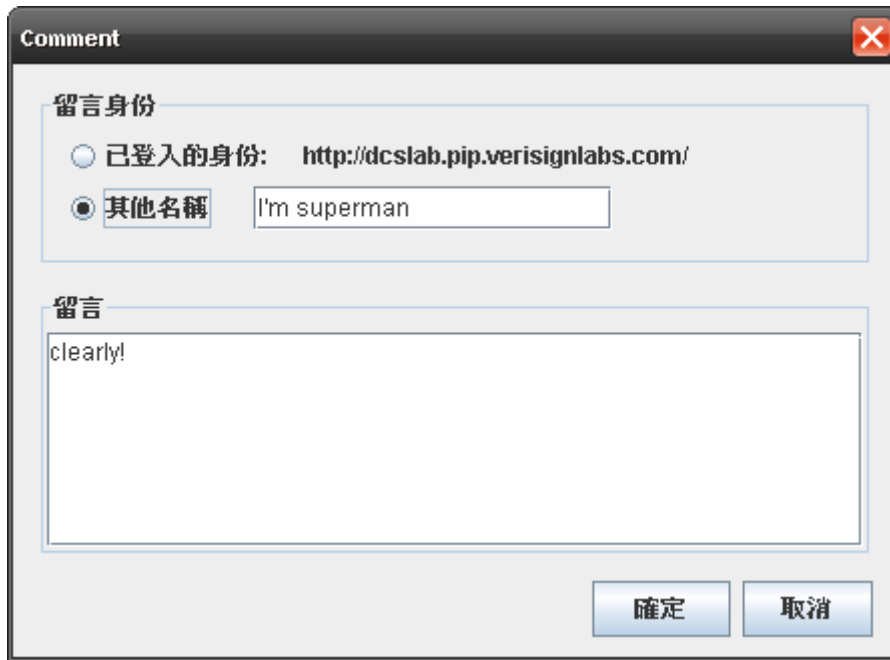 Comment
留言身份
已登入的身份: http://dcslab.pip.verisignlabs.com/
其他名稱 I'm superman
留言
clearly!
確定 取消